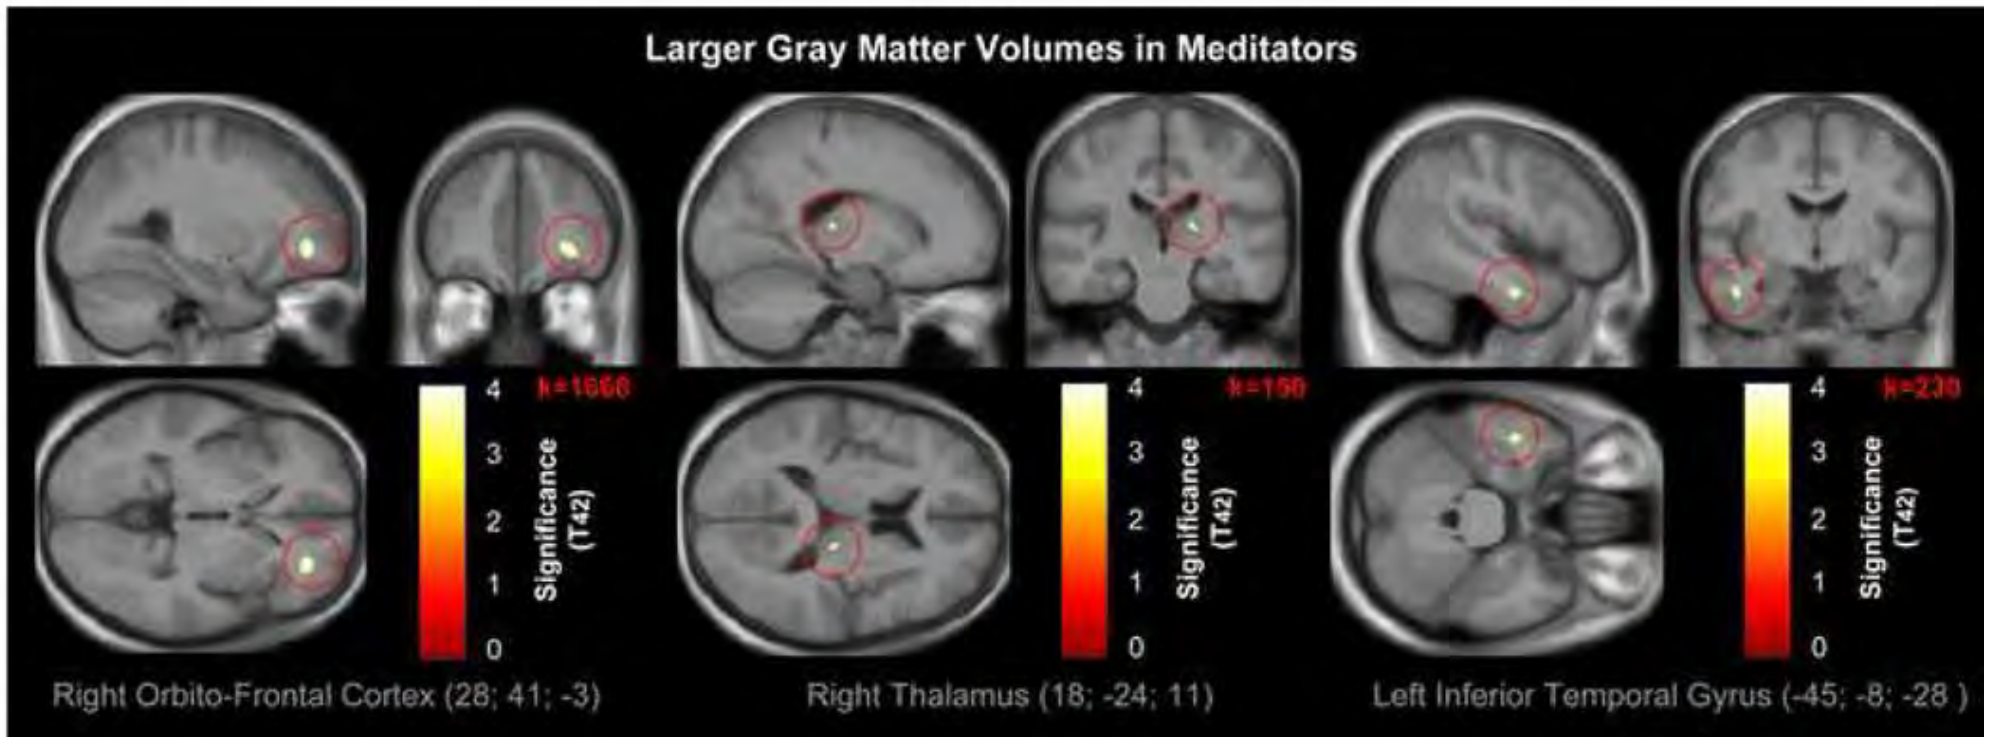 Larger Gray Matter Volumes in Meditators
4
3
2
1
0
Significance
(T42)
Right Orbito-Frontal Cortex (28; 41; -3)
4
3
2
1
0
Significance
(T42)
Right Thalamus (18; -24; 11)
4
3
2
1
0
k=230
Significance
(T42)
Left Inferior Temporal Gyrus (-45; -8; -28 )